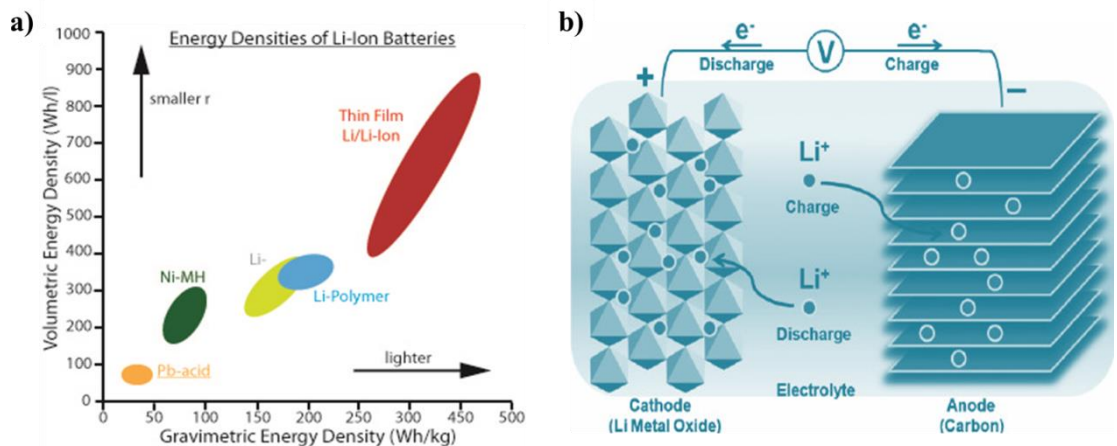 a)
Energy Densities of Li-Ion Batteries
Volumetric Energy Density (Wh/l)
1000
900
800
700
600
500
400
300
200
100
0
smaller r
Thin Film
Li/Li-Ion
Ni-MH
Li-
Li-Polymer
Pb-acid
lighter
0 50 100 150 200 250 300 350 400 450 500
Gravimetric Energy Density (Wh/kg)
b)
e-
Discharge
V
e-
Charge
+
−
Li+
Charge
Li+
Discharge
Electrolyte
Cathode
(Li Metal Oxide)
Anode
(Carbon)